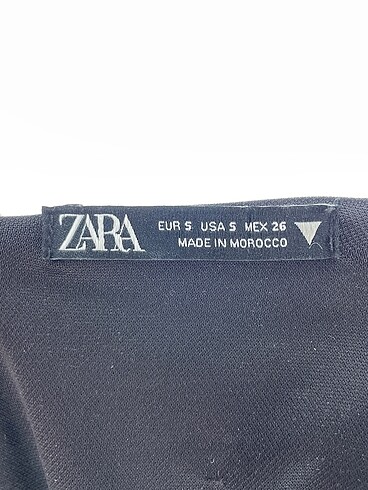 ZARA
EUR S USA S MEX 26
MADE IN MOROCCO